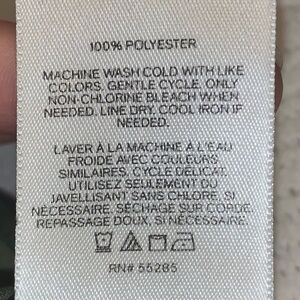 100% POLYESTER
MACHINE WASH COLD WITH LIKE
COLORS. GENTLE CYCLE. ONLY
NON-CHLORINE BLEACH WHEN
NEEDED. LINE DRY. COOL IRON IF
NEEDED.
LAVER À LA MACHINE À L'EAU
FROIDE AVEC COULEURS
SIMILAIRES. CYCLE DÉLICAT.
UTILISEZ SEULEMENT DU
JAVELLISANT SANS CHLORE, SI
NÉCESSAIRE. SÉCHAGE SUR CORDE.
REPASSAGE DOUX, SI NÉCESSAIRE.
RN# 55285